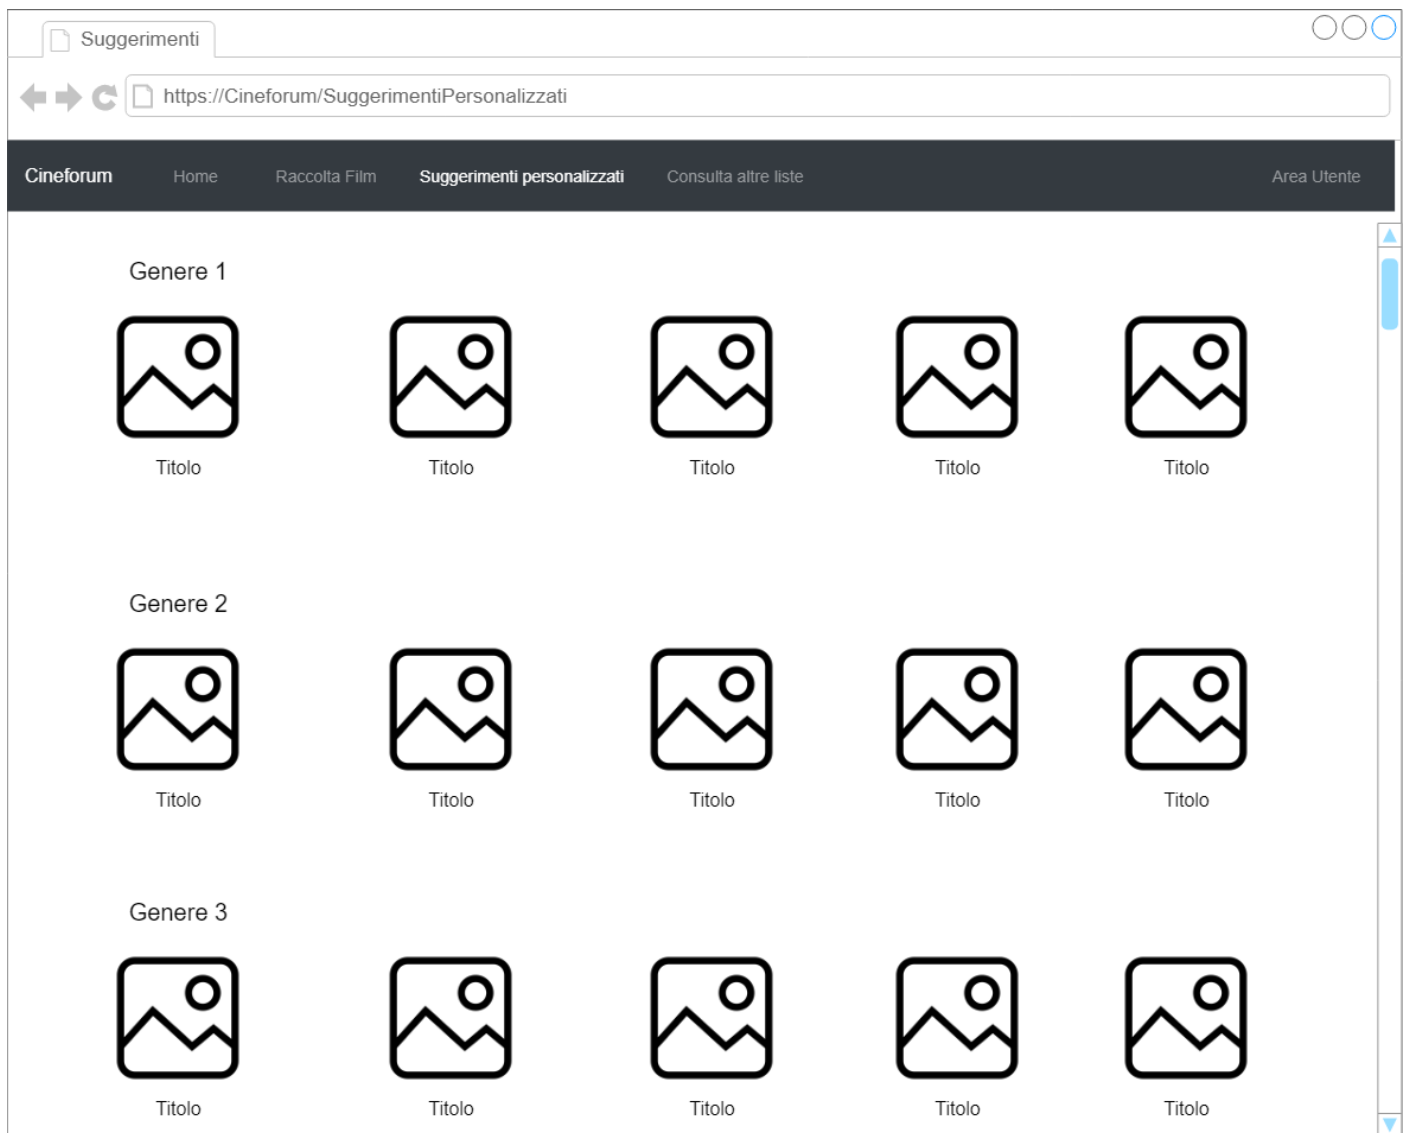 Suggerimenti
https://Cineforum/SuggerimentiPersonalizzati
Cineforum Home Raccolta Film Suggerimenti personalizzati Consulta altre liste Area Utente
Genere 1
Titolo Titolo Titolo Titolo Titolo
Genere 2
Titolo Titolo Titolo Titolo Titolo
Genere 3
Titolo Titolo Titolo Titolo Titolo